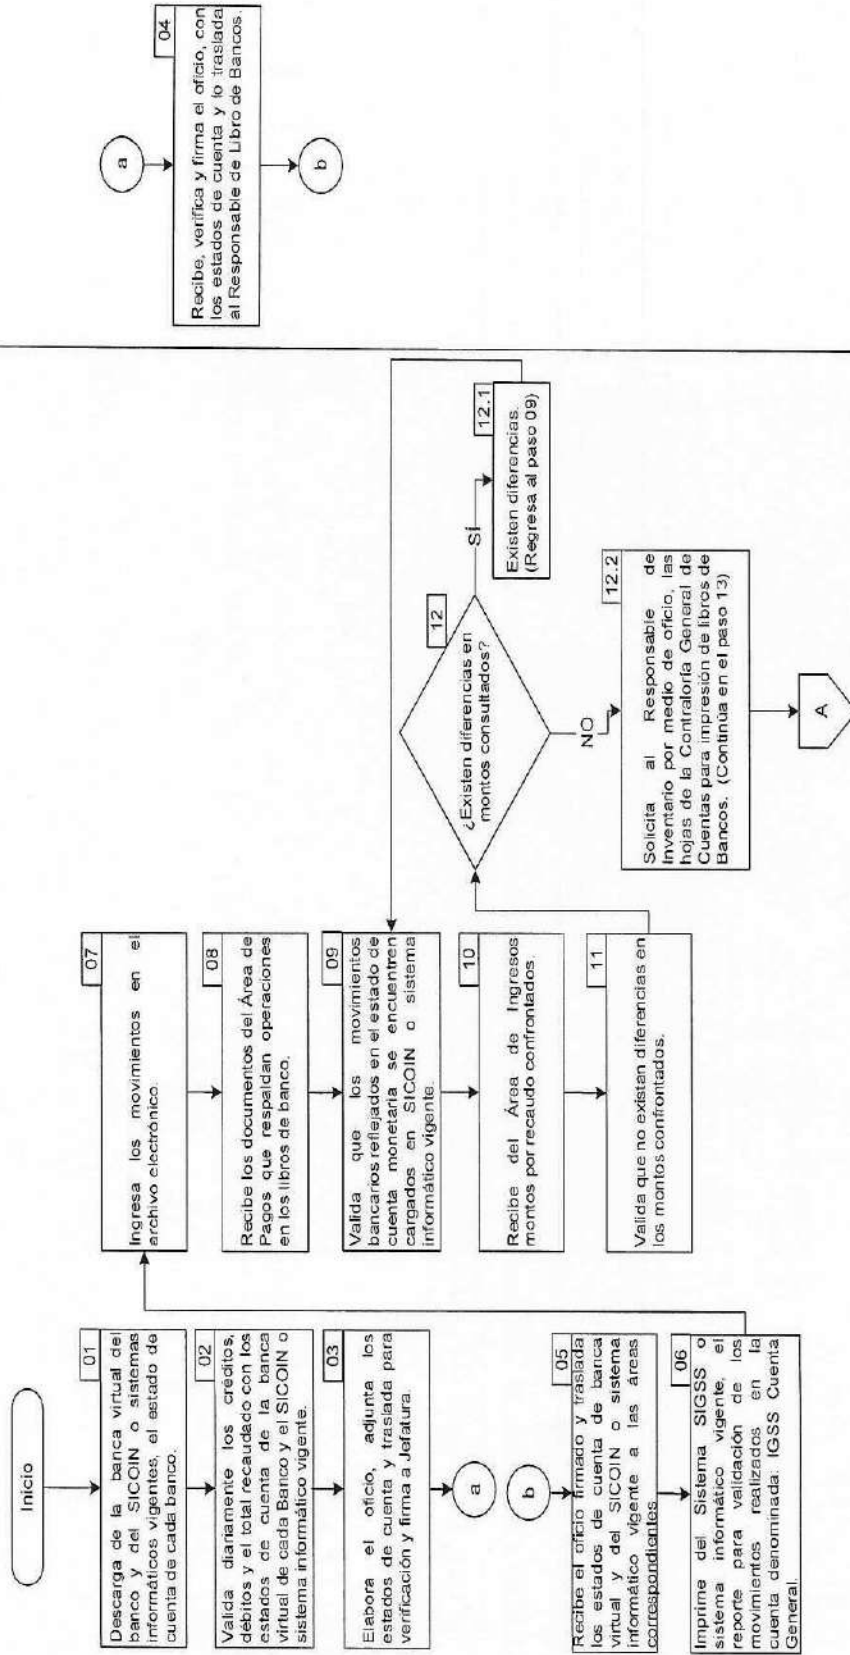 Inicio
01
Descarga de la banca virtual del
banco y del SICOIN o sistemas
informáticos vigentes, el estado de
cuenta de cada banco.
02
Valida diariamente los créditos,
débitos y el total recaudado con los
estados de cuenta de la banca
virtual de cada Banco y el SICOIN o
sistema informático vigente.
03
Elabora el oficio, adjunta los
estados de cuenta y traslada para
verificación y firma a Jefatura.
a
b
05
Recibe el oficio firmado y traslada
los estados de cuenta de banca
virtual y del SICOIN o sistema
informático vigente a las áreas
correspondientes
06
Imprime del Sistema SIGSS o
sistema informático vigente, el
reporte para validación de los
movimientos realizados en la
cuenta denominada: IGSS Cuenta
General.
07
Ingresa los movimientos en el
archivo electrónico.
08
Recibe los documentos del Área de
Pagos que respaldan operaciones
en los libros de banco.
09
Valida que los movimientos
bancarios reflejados en el estado de
cuenta monetaria se encuentren
cargados en SICOIN o sistema
informático vigente.
10
Recibe del Área de Ingresos
montos por recaudo confrontados.
11
Valida que no existan diferencias en
los montos confrontados.
12
¿Existen diferencias en
montos consultados?
SÍ
12.1
Existen diferencias.
(Regresa al paso 09)
NO
12.2
Solicita al Responsable de
Inventario por medio de oficio, las
hojas de la Contraloría General de
Cuentas para impresión de libros de
Bancos. (Continúa en el paso 13)
A
a
04
Recibe, verifica y firma el oficio, con
los estados de cuenta y lo traslada
al Responsable de Libro de Bancos.
b